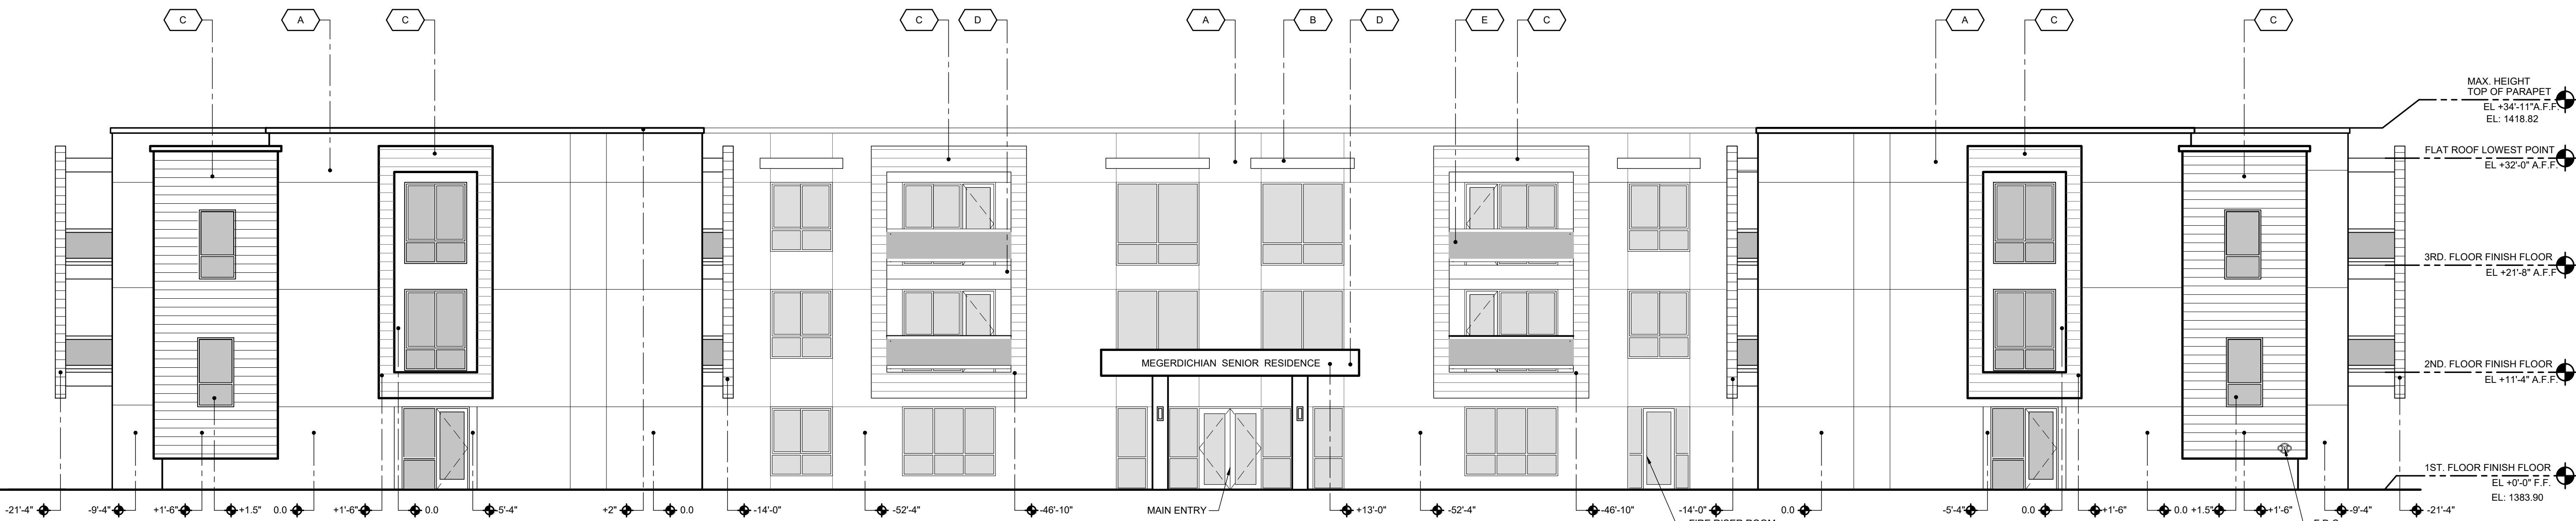 C
A
C
C
D
A
B
D
E
C
A
C
C
MAX. HEIGHT
TOP OF PARAPET
EL +34'-11"A.F.F.
EL: 1418.82
FLAT ROOF LOWEST POINT
EL +32'-0" A.F.F.
3RD. FLOOR FINISH FLOOR
EL +21'-8" A.F.F
2ND. FLOOR FINISH FLOOR
EL +11'-4" A.F.F.
MEGERDICHIAN SENIOR RESIDENCE
1ST. FLOOR FINISH FLOOR
EL +0'-0" F.F.
EL: 1383.90
-21'-4"
-9'-4"
+1'-6"
+1.5"
0.0
+1'-6"
0.0
-5'-4"
+2"
0.0
-14'-0"
-52'-4"
-46'-10"
MAIN ENTRY
+13'-0"
-52'-4"
-46'-10"
-14'-0"
0.0
-5'-4"
0.0
+1'-6"
0.0
+1.5"
+1'-6"
-9'-4"
-21'-4"
FIRE RISER ROOM
F.D.C.